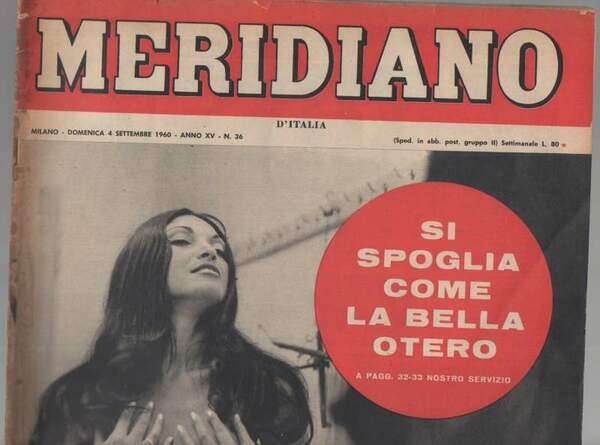 MERIDIANO
D'ITALIA
MILANO - DOMENICA 4 SETTEMBRE 1960 - ANNO XV - N. 36
(Sped. in abb. post. gruppo II) Settimanale L. 80
SI
SPOGLIA
COME
LA BELLA
OTERO
A PAGG. 32-33 NOSTRO SERVIZIO